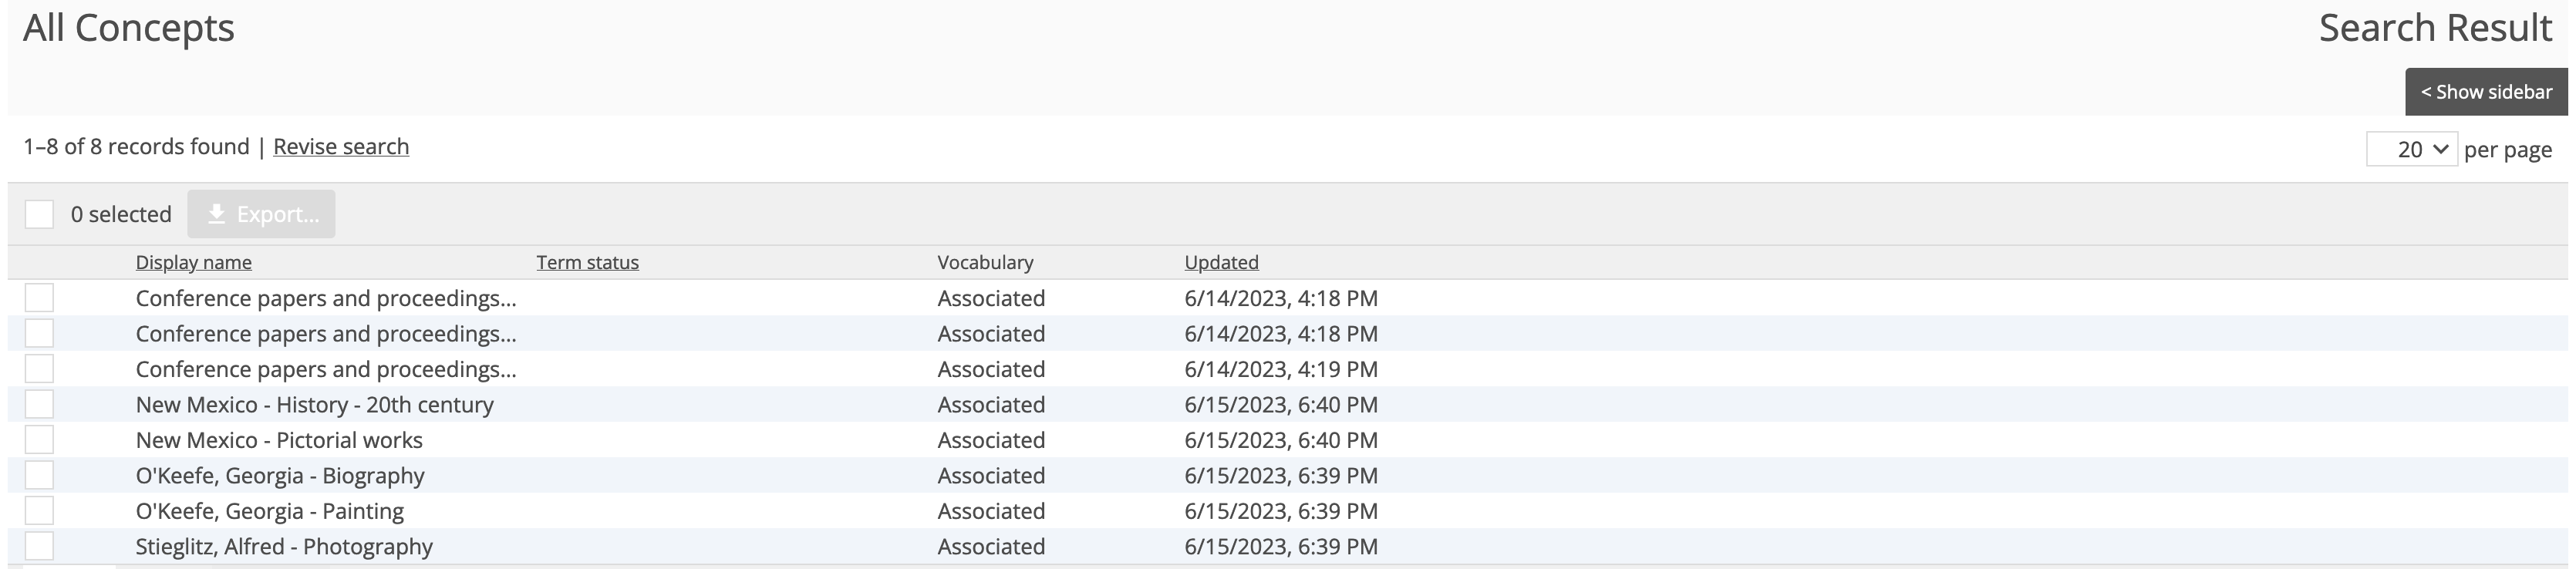 All Concepts
Search Result
< Show sidebar
1–8 of 8 records found | Revise search
20 per page
0 selected Export...
Display name Term status Vocabulary Updated
Conference papers and proceedings... Associated 6/14/2023, 4:18 PM
Conference papers and proceedings... Associated 6/14/2023, 4:18 PM
Conference papers and proceedings... Associated 6/14/2023, 4:19 PM
New Mexico - History - 20th century Associated 6/15/2023, 6:40 PM
New Mexico - Pictorial works Associated 6/15/2023, 6:40 PM
O'Keefe, Georgia - Biography Associated 6/15/2023, 6:39 PM
O'Keefe, Georgia - Painting Associated 6/15/2023, 6:39 PM
Stieglitz, Alfred - Photography Associated 6/15/2023, 6:39 PM